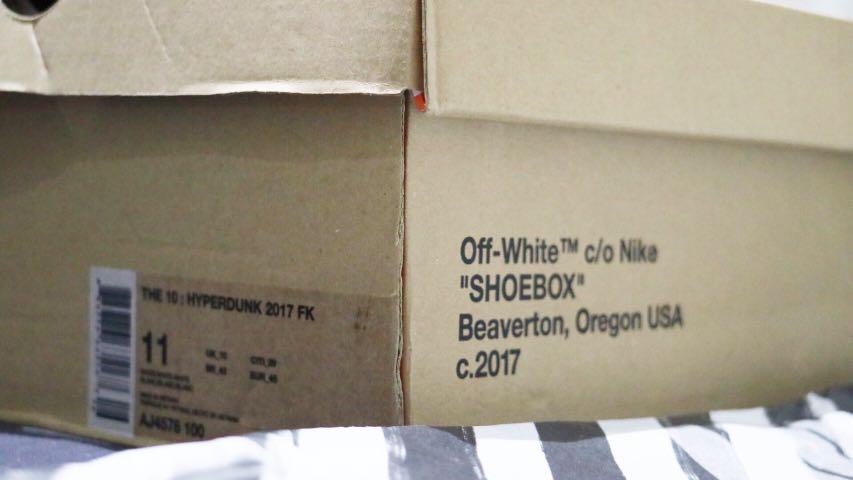 THE 10 : HYPERDUNK 2017 FK
11
AJ4578 100
Off-White™ c/o Nike
"SHOEBOX"
Beaverton, Oregon USA
c.2017